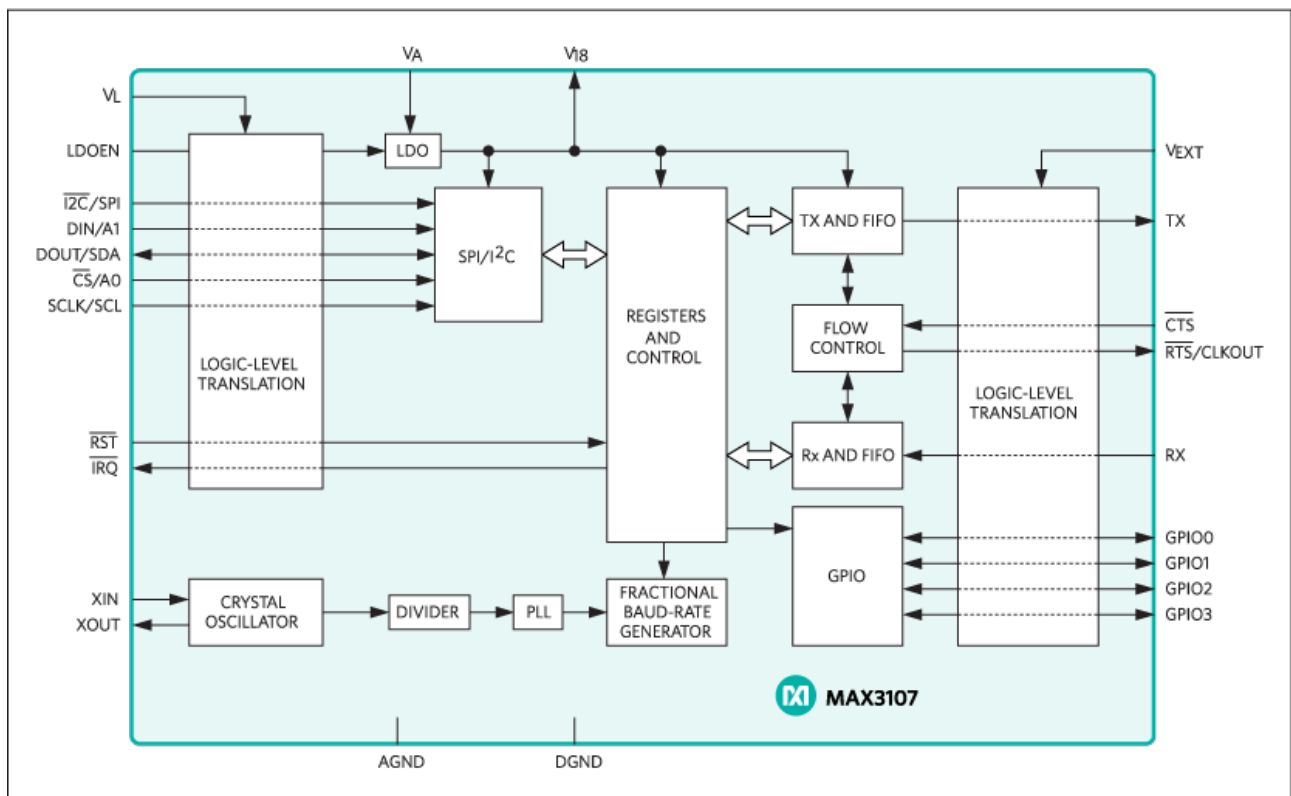 VA
V18
VL
LDOEN
LDO
VEXT
I2C/SPI
DIN/A1
DOUT/SDA
CS/A0
SCLK/SCL
SPI/I²C
TX AND FIFO
TX
REGISTERS
AND
CONTROL
FLOW
CONTROL
CTS
RTS/CLKOUT
LOGIC-LEVEL
TRANSLATION
LOGIC-LEVEL
TRANSLATION
RST
IRQ
Rx AND FIFO
RX
GPIO
GPIO0
GPIO1
GPIO2
GPIO3
XIN
XOUT
CRYSTAL
OSCILLATOR
DIVIDER
PLL
FRACTIONAL
BAUD-RATE
GENERATOR
MAX3107
AGND
DGND